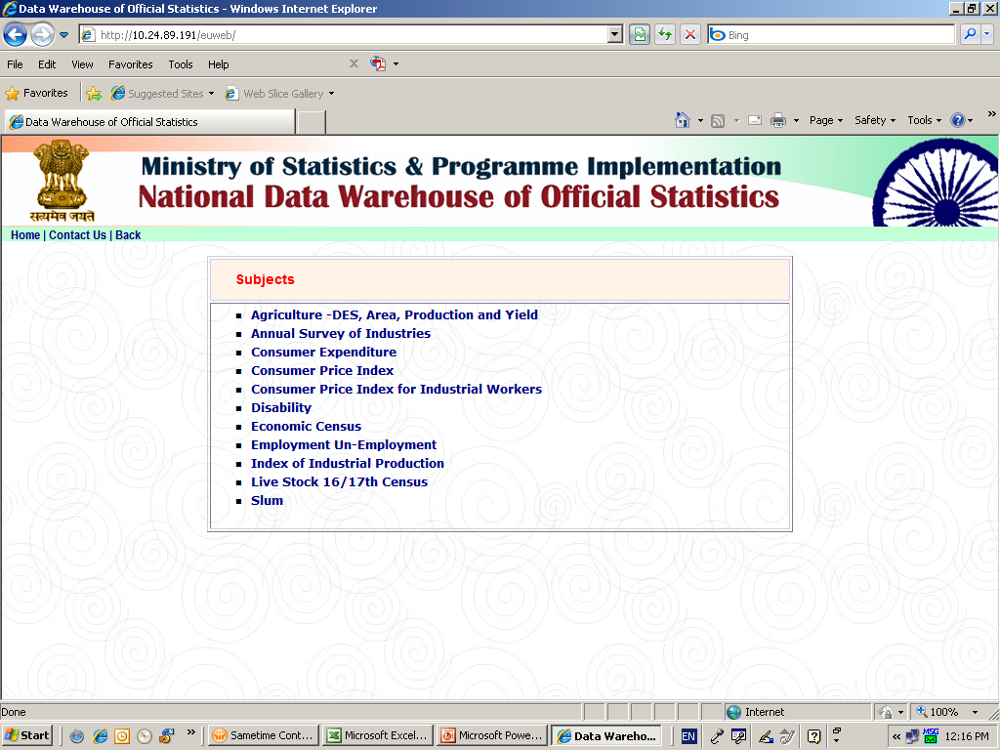 Data Warehouse of Official Statistics - Windows Internet Explorer
http://10.24.89.191/euweb/
Bing
File Edit View Favorites Tools Help
Favorites Suggested Sites Web Slice Gallery
Data Warehouse of Official Statistics
Page Safety Tools
Ministry of Statistics & Programme Implementation
National Data Warehouse of Official Statistics
सत्यमेव जयते
Home | Contact Us | Back
Subjects
Agriculture -DES, Area, Production and Yield
Annual Survey of Industries
Consumer Expenditure
Consumer Price Index
Consumer Price Index for Industrial Workers
Disability
Economic Census
Employment Un-Employment
Index of Industrial Production
Live Stock 16/17th Census
Slum
Done Internet 100%
Start Sametime Cont... Microsoft Excel... Microsoft Powe... Data Wareho... EN MSG 12:16 PM